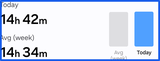 Today
14h 42m
Avg (week)
14h 34m
Avg
(week)
Today